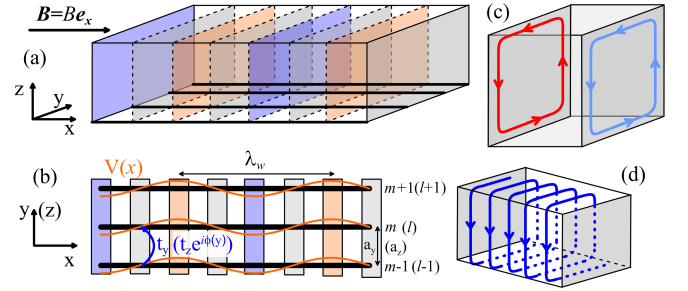 B=Be_x
(a)
z
y
x
(c)
V(x)
λ_w
(b)
m+1(l+1)
y (z)
x
t_y (t_z e^{iϕ(y)})
m (l)
a_y (a_z)
m-1 (l-1)
(d)